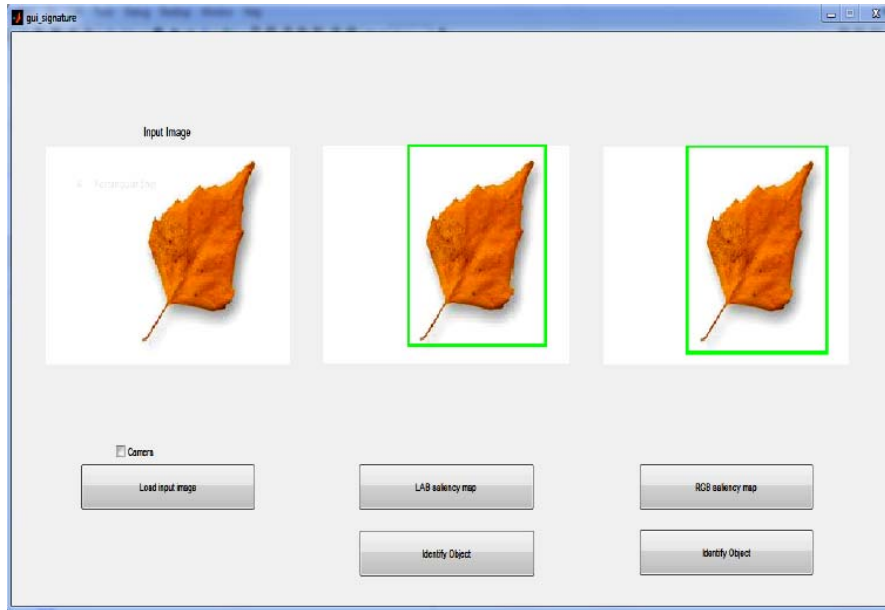 gui_signature
Input Image
Camera
Load input image
LAB saliency map
RGB saliency map
Identify Object
Identify Object